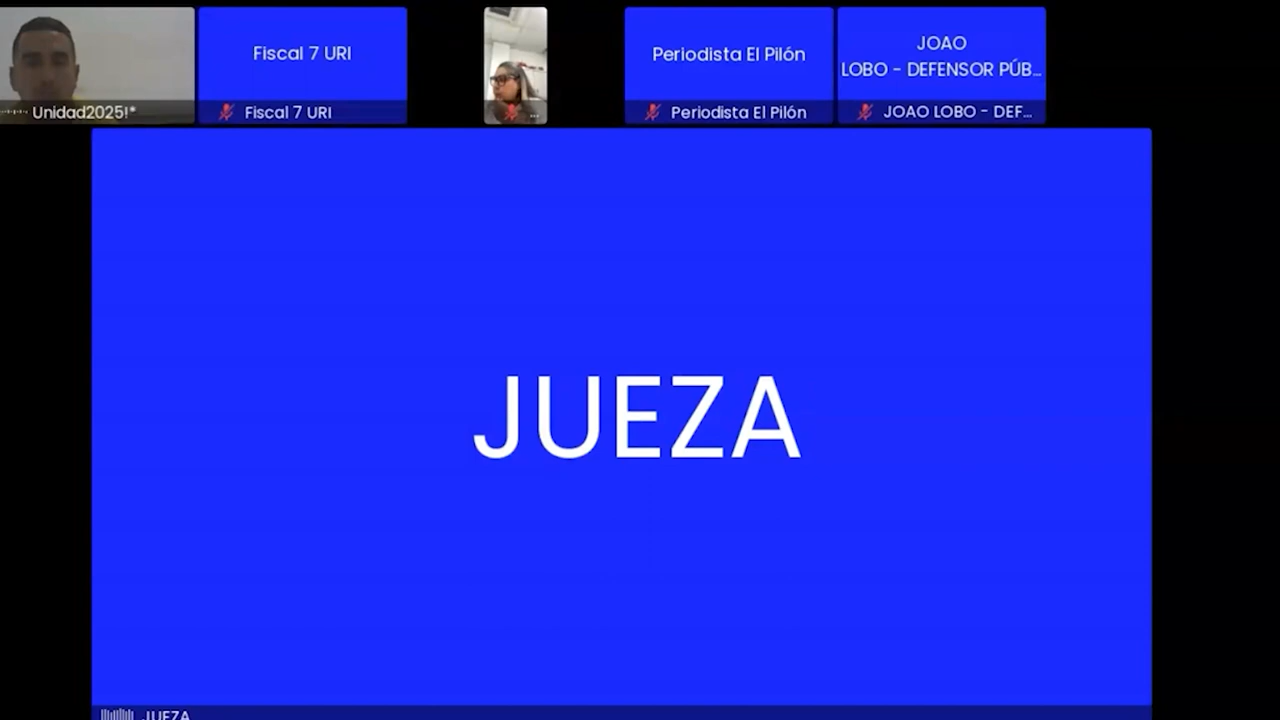 Unidad2025!*
Fiscal 7 URI
Fiscal 7 URI
...
Periodista El Pilón
Periodista El Pilón
JOAO
LOBO - DEFENSOR PÚB...
JOAO LOBO - DEF...
JUEZA
JUEZA